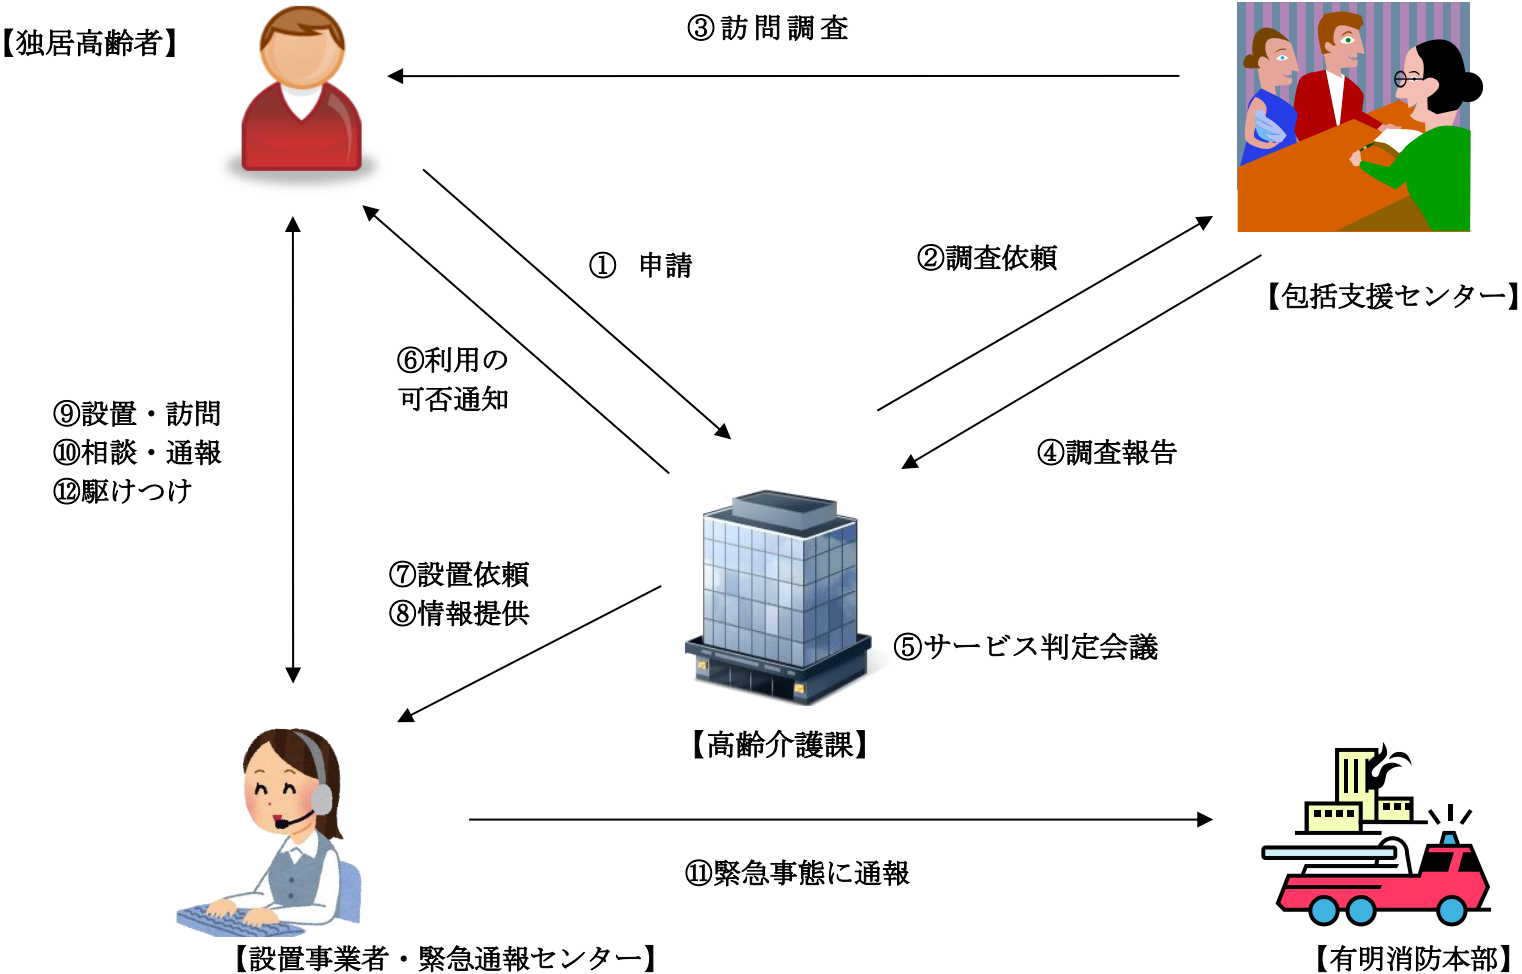 【独居高齢者】
③訪問調査
①　申請
②調査依頼
【包括支援センター】
⑥利用の
可否通知
⑨設置・訪問
⑩相談・通報
⑫駆けつけ
④調査報告
⑦設置依頼
⑧情報提供
⑤サービス判定会議
【高齢介護課】
⑪緊急事態に通報
【設置事業者・緊急通報センター】
【有明消防本部】